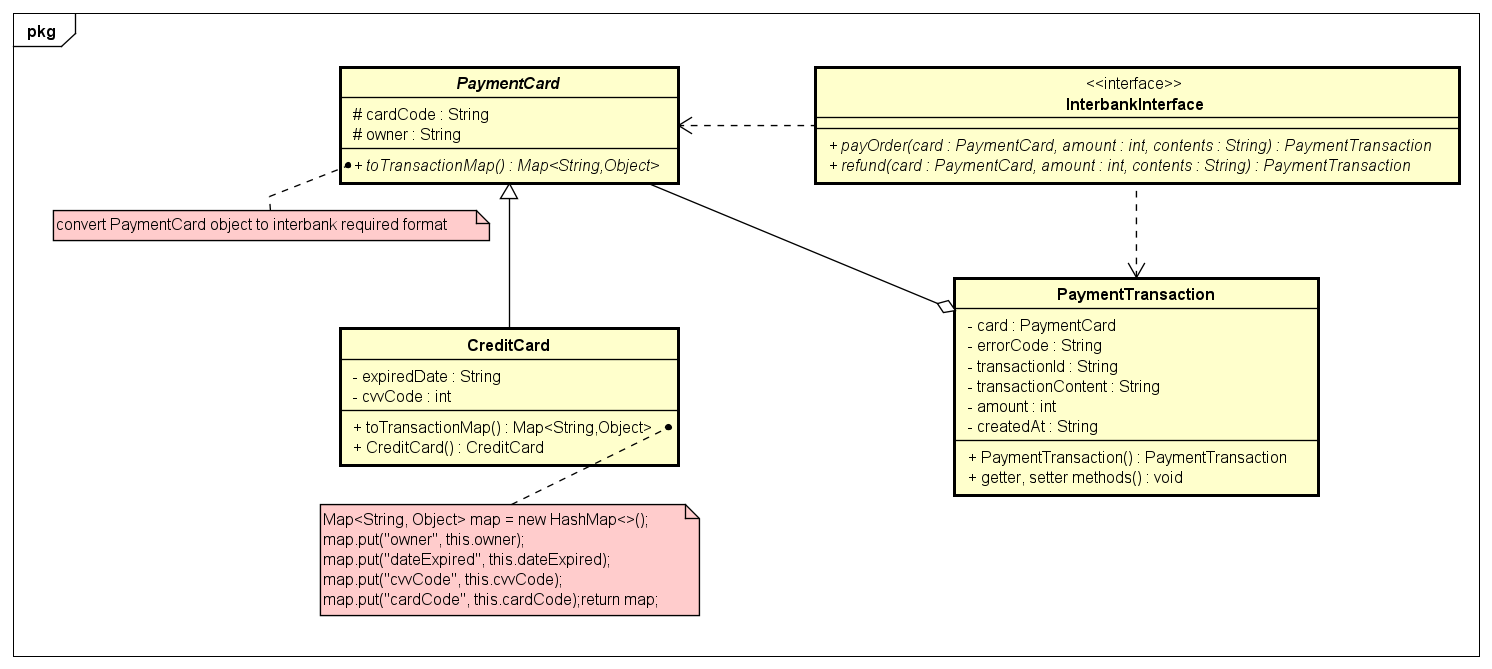 pkg
PaymentCard
# cardCode : String
# owner : String
+ toTransactionMap() : Map<String,Object>
convert PaymentCard object to interbank required format
<<interface>>
InterbankInterface
+ payOrder(card : PaymentCard, amount : int, contents : String) : PaymentTransaction
+ refund(card : PaymentCard, amount : int, contents : String) : PaymentTransaction
CreditCard
- expiredDate : String
- cvvCode : int
+ toTransactionMap() : Map<String,Object>
+ CreditCard() : CreditCard
PaymentTransaction
- card : PaymentCard
- errorCode : String
- transactionId : String
- transactionContent : String
- amount : int
- createdAt : String
+ PaymentTransaction() : PaymentTransaction
+ getter, setter methods() : void
Map<String, Object> map = new HashMap<>();
map.put("owner", this.owner);
map.put("dateExpired", this.dateExpired);
map.put("cvvCode", this.cvvCode);
map.put("cardCode", this.cardCode);return map;